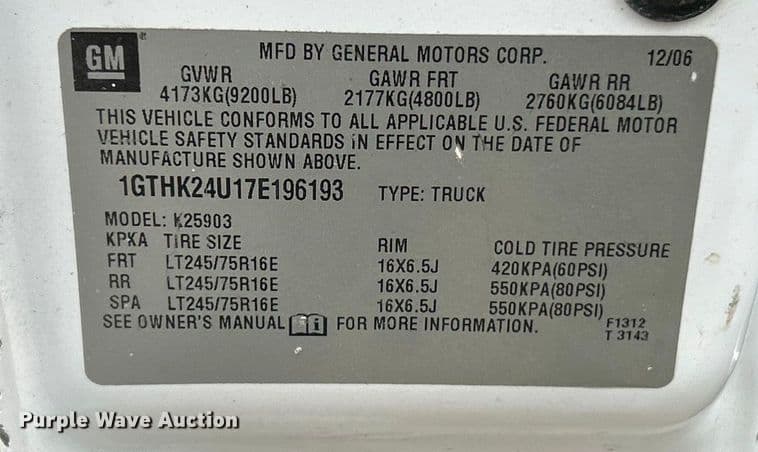 GM
MFD BY GENERAL MOTORS CORP. 12/06
GVWR GAWR FRT GAWR RR
4173KG(9200LB) 2177KG(4800LB) 2760KG(6084LB)
THIS VEHICLE CONFORMS TO ALL APPLICABLE U.S. FEDERAL MOTOR
VEHICLE SAFETY STANDARDS IN EFFECT ON THE DATE OF
MANUFACTURE SHOWN ABOVE.
1GTHK24U17E196193 TYPE: TRUCK
MODEL: K25903
KPKA TIRE SIZE RIM COLD TIRE PRESSURE
FRT LT245/75R16E 16X6.5J 420KPA(60PSI)
RR LT245/75R16E 16X6.5J 550KPA(80PSI)
SPA LT245/75R16E 16X6.5J 550KPA(80PSI)
SEE OWNER'S MANUAL i FOR MORE INFORMATION. F1312
T 3143
Purple Wave Auction